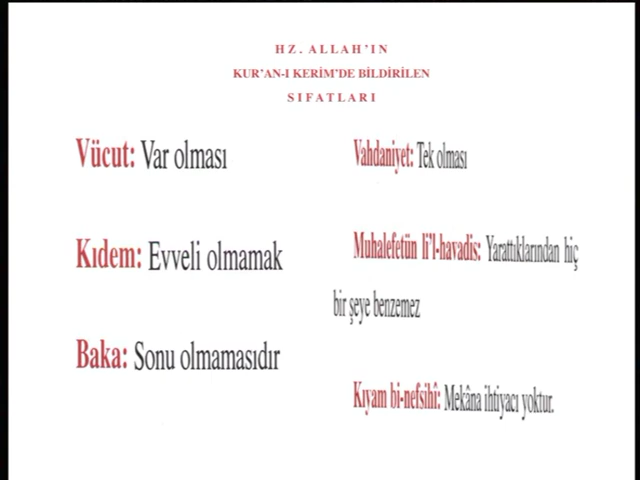 HZ. ALLAH'IN
KUR'AN-I KERİM'DE BİLDİRİLEN
SIFATLARI
Vücut: Var olması
Kıdem: Evveli olmamak
Baka: Sonu olmamasıdır
Vahdaniyet: Tek olması
Muhalefetün li'l-havadis: Yarattıklarından hiç
bir şeye benzemez
Kıyam bi-nefsihî: Mekâna ihtiyacı yoktur.